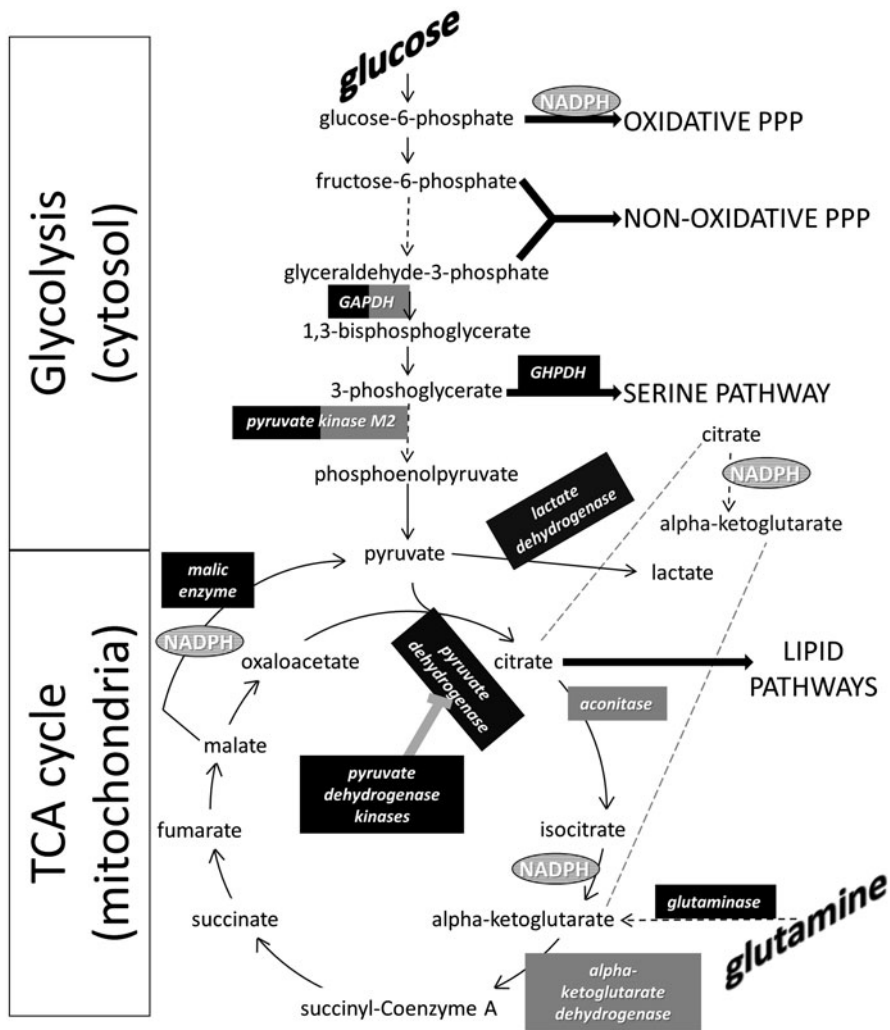 glucose
glucose-6-phosphate
NADPH
OXIDATIVE PPP
fructose-6-phosphate
NON-OXIDATIVE PPP
glyceraldehyde-3-phosphate
GAPDH
1,3-bisphosphoglycerate
3-phoshoglycerate
GHPDH
SERINE PATHWAY
pyruvate kinase M2
phosphoenolpyruvate
citrate
NADPH
alpha-ketoglutarate
lactate
dehydrogenase
pyruvate
lactate
malic
enzyme
NADPH
oxaloacetate
pyruvate
dehydrogenase
citrate
LIPID
PATHWAYS
aconitase
malate
pyruvate
dehydrogenase
kinases
fumarate
isocitrate
NADPH
succinate
alpha-ketoglutarate
glutaminase
glutamine
alpha-
ketoglutarate
dehydrogenase
succinyl-Coenzyme A
Glycolysis
(cytosol)
TCA cycle
(mitochondria)